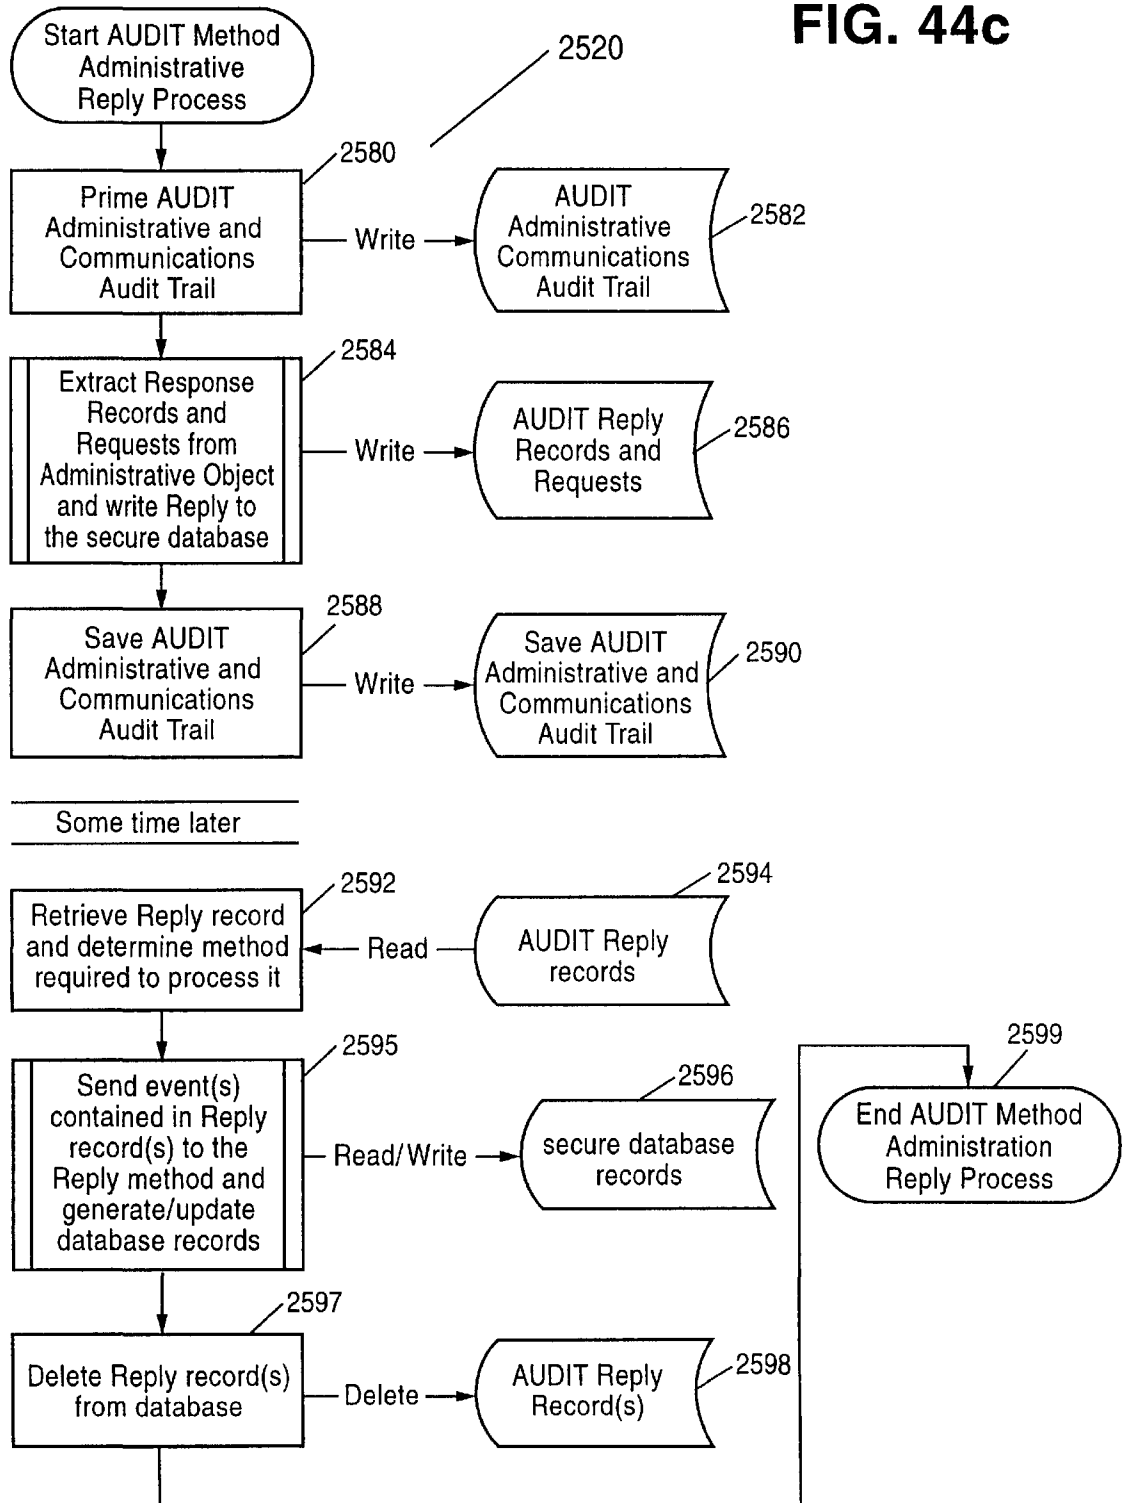 FIG. 44c
Start AUDIT Method
Administrative
Reply Process
2520
2580
Prime AUDIT
Administrative and
Communications
Audit Trail
Write
AUDIT
Administrative
Communications
Audit Trail
2582
2584
Extract Response
Records and
Requests from
Administrative Object
and write Reply to
the secure database
Write
AUDIT Reply
Records and
Requests
2586
2588
Save AUDIT
Administrative and
Communications
Audit Trail
Write
Save AUDIT
Administrative and
Communications
Audit Trail
2590
Some time later
2592
Retrieve Reply record
and determine method
required to process it
Read
2594
AUDIT Reply
records
2595
Send event(s)
contained in Reply
record(s) to the
Reply method and
generate/update
database records
Read/Write
2596
secure database
records
2597
Delete Reply record(s)
from database
Delete
AUDIT Reply
Record(s)
2598
2599
End AUDIT Method
Administration
Reply Process